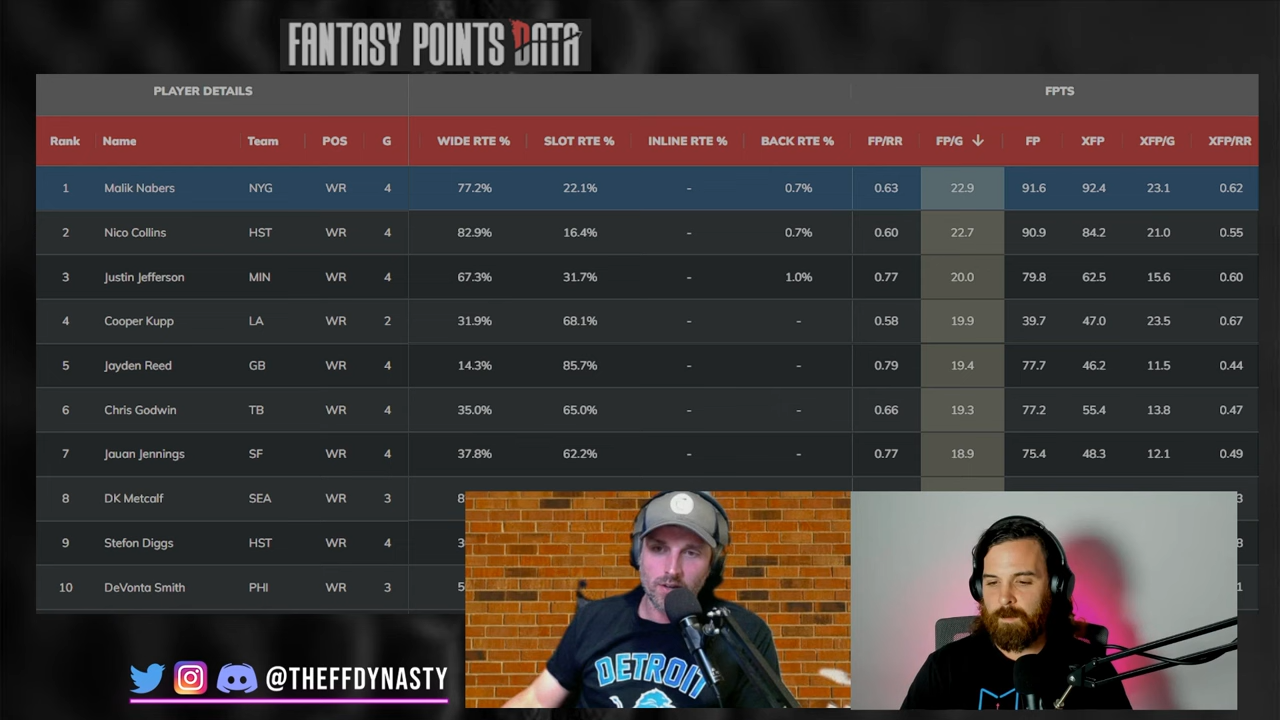 FANTASY POINTS DATA
PLAYER DETAILS FPTS
Rank Name Team POS G WIDE RTE % SLOT RTE % INLINE RTE % BACK RTE % FP/RR FP/G ↓ FP XFP XFP/G XFP/RR
1 Malik Nabers NYG WR 4 77.2% 22.1% - 0.7% 0.63 22.9 91.6 92.4 23.1 0.62
2 Nico Collins HST WR 4 82.9% 16.4% - 0.7% 0.60 22.7 90.9 84.2 21.0 0.55
3 Justin Jefferson MIN WR 4 67.3% 31.7% - 1.0% 0.77 20.0 79.8 62.5 15.6 0.60
4 Cooper Kupp LA WR 2 31.9% 68.1% - - 0.58 19.9 39.7 47.0 23.5 0.67
5 Jayden Reed GB WR 4 14.3% 85.7% - - 0.79 19.4 77.7 46.2 11.5 0.44
6 Chris Godwin TB WR 4 35.0% 65.0% - - 0.66 19.3 77.2 55.4 13.8 0.47
7 Jauan Jennings SF WR 4 37.8% 62.2% - - 0.77 18.9 75.4 48.3 12.1 0.49
8 DK Metcalf SEA WR 3 8 3
9 Stefon Diggs HST WR 4 3 8
10 DeVonta Smith PHI WR 3 5 1
DETROIT
@THEFFDYNASTY